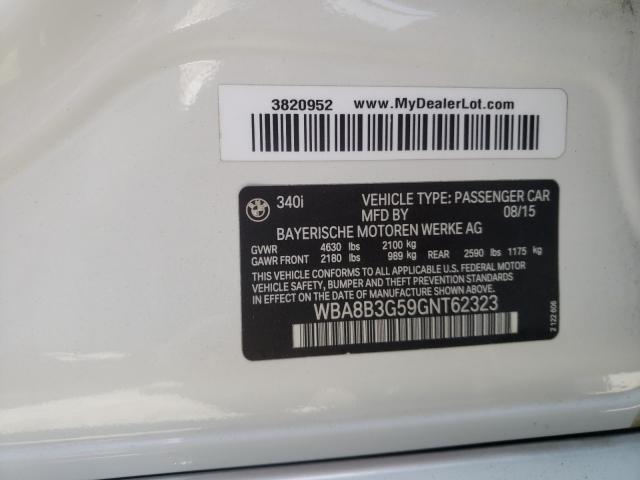 3820952 www.MyDealerLot.com
340i VEHICLE TYPE: PASSENGER CAR
MFD BY 08/15
BAYERISCHE MOTOREN WERKE AG
GVWR 4630 lbs 2100 kg
GAWR FRONT 2180 lbs 989 kg REAR 2590 lbs 1175 kg
THIS VEHICLE CONFORMS TO ALL APPLICABLE U.S. FEDERAL MOTOR
VEHICLE SAFETY, BUMPER AND THEFT PREVENTION STANDARDS
IN EFFECT ON THE DATE OF MANUFACTURE SHOWN ABOVE.
WBA8B3G59GNT62323
2 122 606